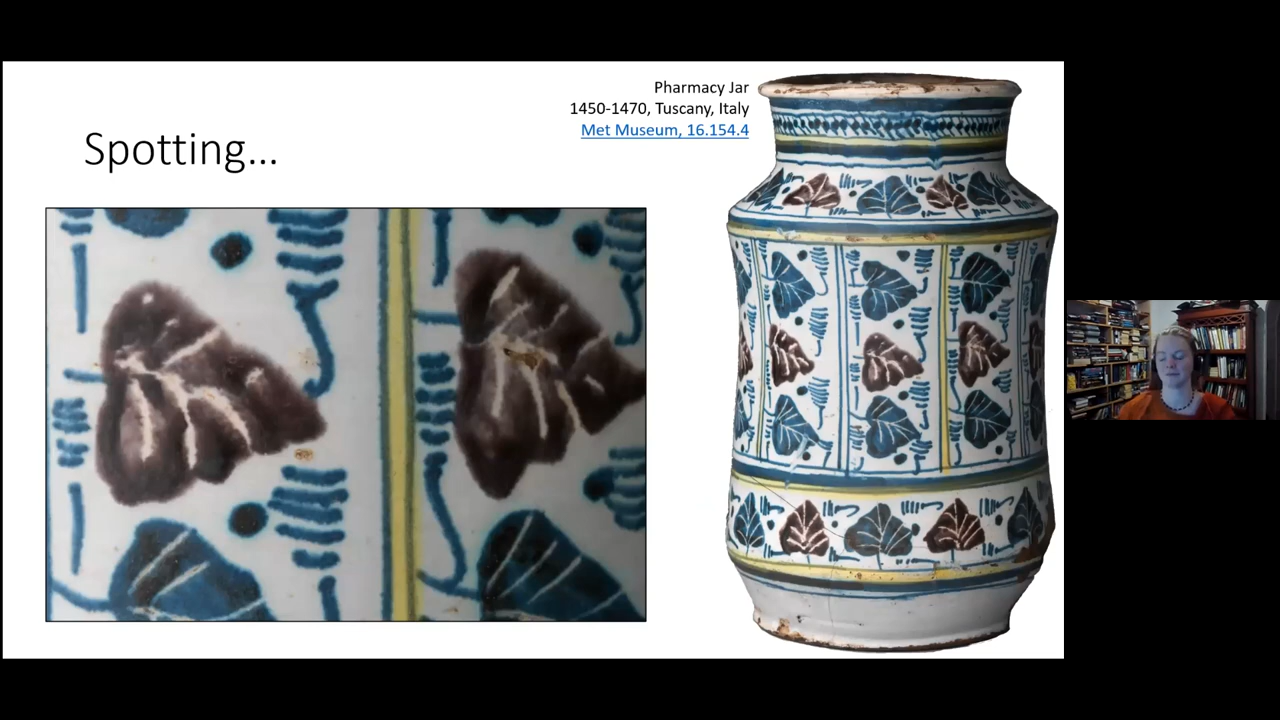 Spotting...
Pharmacy Jar
1450-1470, Tuscany, Italy
Met Museum, 16.154.4